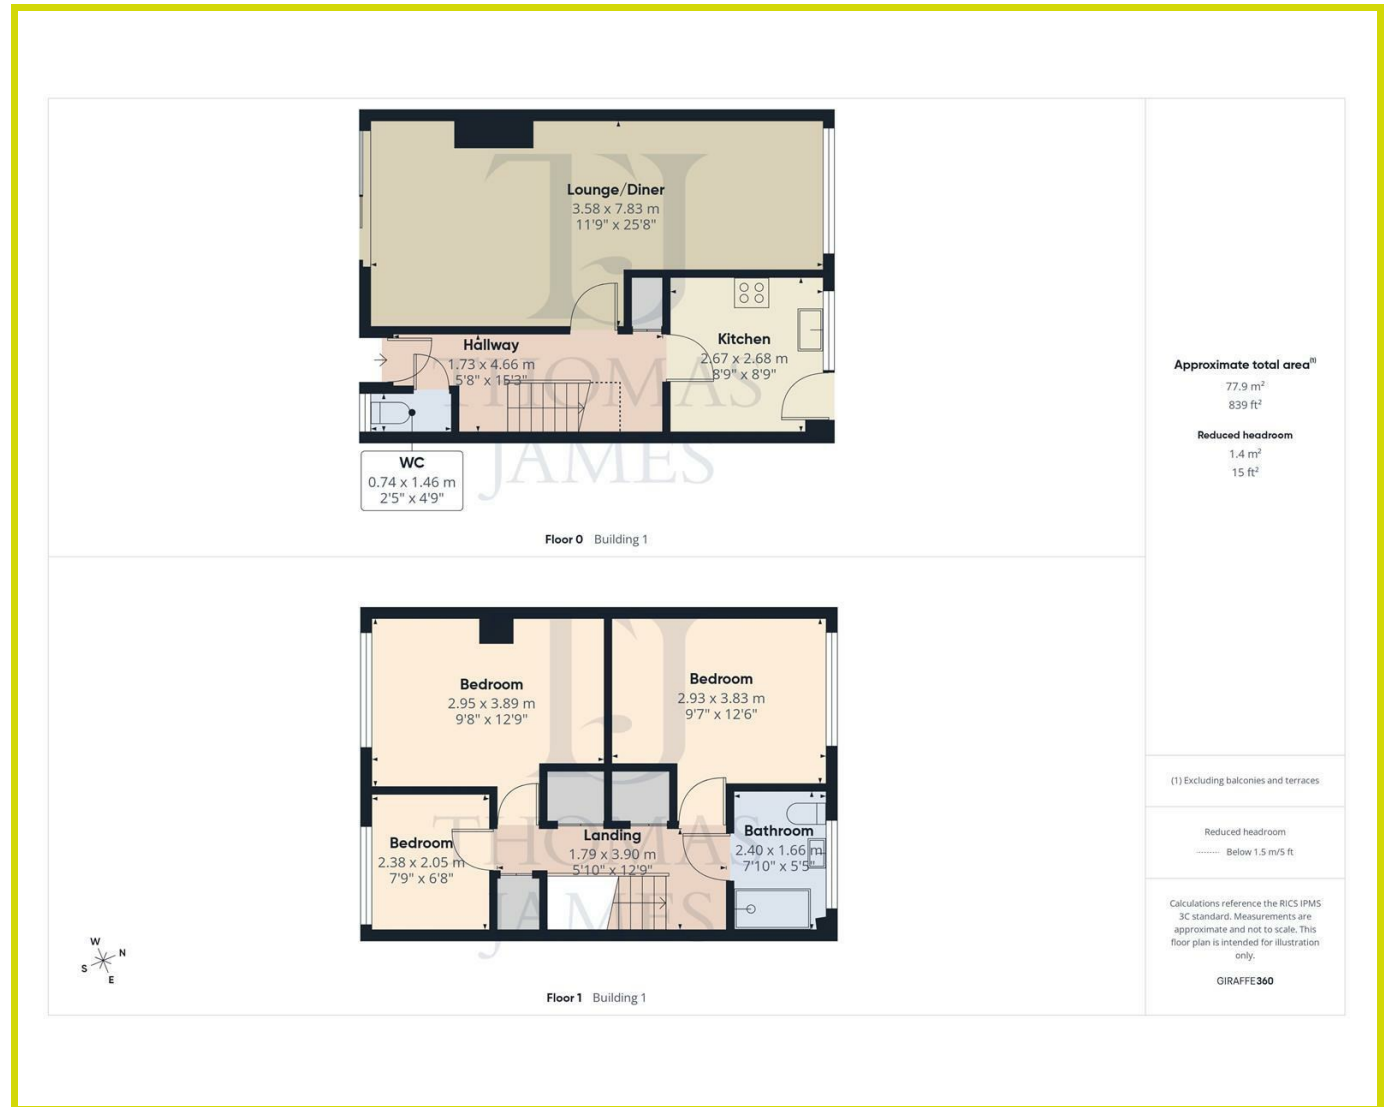 Lounge/Diner
3.58 x 7.83 m
11'9" x 25'8"
Hallway
1.73 x 4.66 m
5'8" x 15'3"
Kitchen
2.67 x 2.68 m
8'9" x 8'9"
WC
0.74 x 1.46 m
2'5" x 4'9"
TJ
THOMAS
JAMES
Floor 0 Building 1
Bedroom
2.95 x 3.89 m
9'8" x 12'9"
Bedroom
2.93 x 3.83 m
9'7" x 12'6"
Bedroom
2.38 x 2.05 m
7'9" x 6'8"
Landing
1.79 x 3.90 m
5'10" x 12'9"
Bathroom
2.40 x 1.66 m
7'10" x 5'5"
TJ
THOMAS
JAMES
Floor 1 Building 1
W
N
S
E
Approximate total area(1)
77.9 m²
839 ft²
Reduced headroom
1.4 m²
15 ft²
(1) Excluding balconies and terraces
Reduced headroom
Below 1.5 m/5 ft
Calculations reference the RICS IPMS
3C standard. Measurements are
approximate and not to scale. This
floor plan is intended for illustration
only.
GIRAFFE360